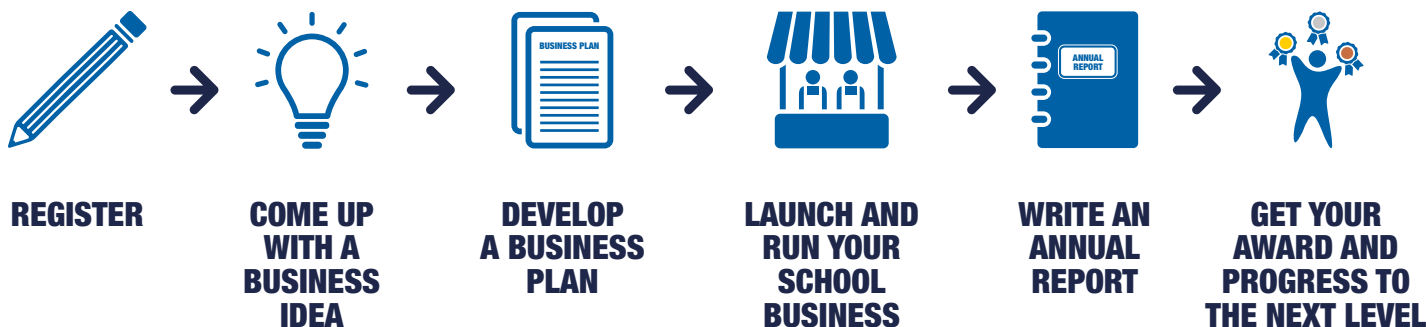 BUSINESS PLAN
ANNUAL
REPORT
REGISTER
COME UP
WITH A
BUSINESS
IDEA
DEVELOP
A BUSINESS
PLAN
LAUNCH AND
RUN YOUR
SCHOOL
BUSINESS
WRITE AN
ANNUAL
REPORT
GET YOUR
AWARD AND
PROGRESS TO
THE NEXT LEVEL